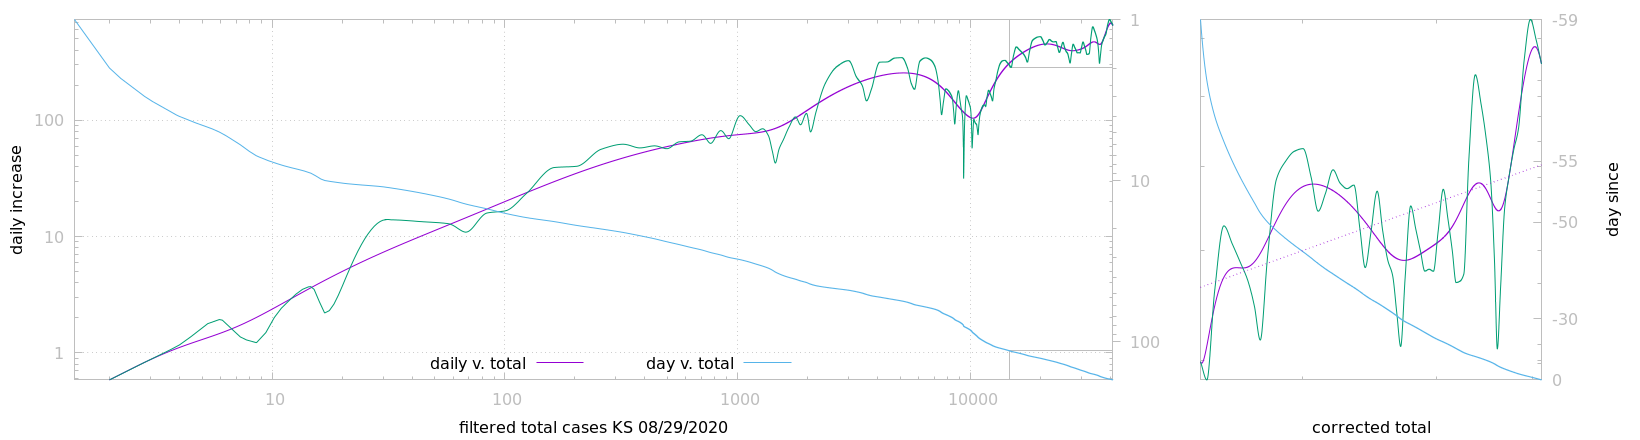 daily increase
100
10
1
10
100
1000
10000
1
10
100
daily v. total
day v. total
filtered total cases KS 08/29/2020
-59
-55
-50
-30
0
day since
corrected total